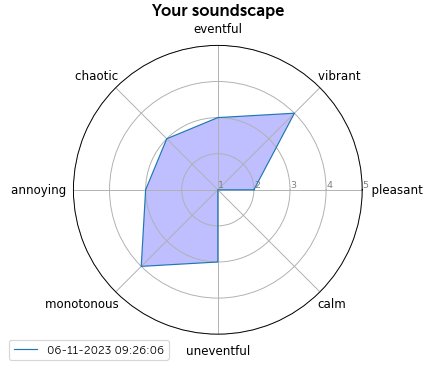 Your soundscape
eventful
chaotic
vibrant
annoying
1 2 3 4 5
pleasant
monotonous
calm
06-11-2023 09:26:06
uneventful